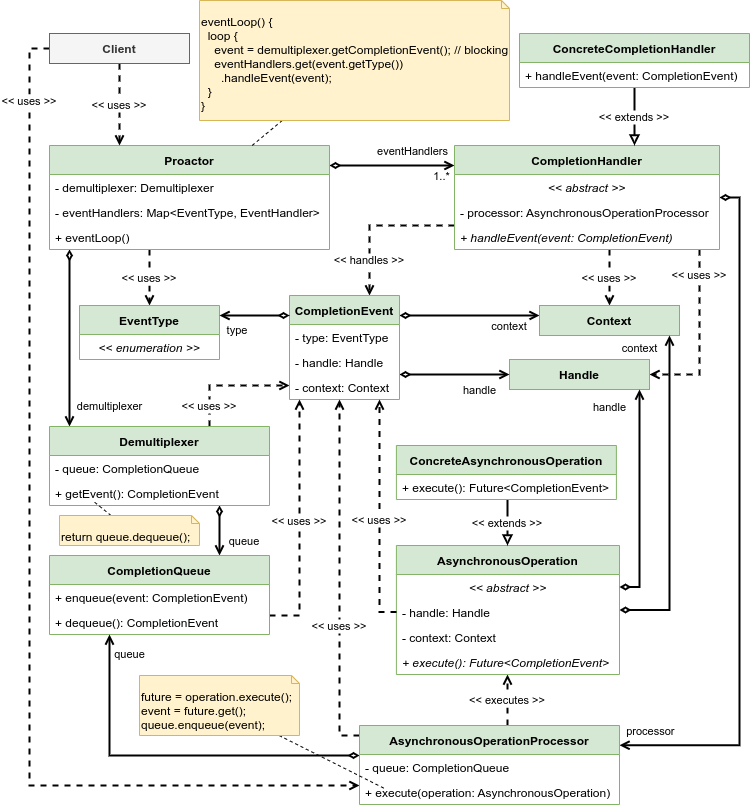 eventLoop() {
loop {
event = demultiplexer.getCompletionEvent(); // blocking
eventHandlers.get(event.getType())
.handleEvent(event);
}
}
Client
ConcreteCompletionHandler
+ handleEvent(event: CompletionEvent)
<< uses >>
<< uses >>
<< extends >>
Proactor
- demultiplexer: Demultiplexer
- eventHandlers: Map<EventType, EventHandler>
+ eventLoop()
eventHandlers
1..*
CompletionHandler
<< abstract >>
- processor: AsynchronousOperationProcessor
+ handleEvent(event: CompletionEvent)
<< handles >>
<< uses >>
<< uses >>
<< uses >>
EventType
<< enumeration >>
type
CompletionEvent
- type: EventType
- handle: Handle
- context: Context
context
Context
context
handle
Handle
handle
demultiplexer
<< uses >>
Demultiplexer
- queue: CompletionQueue
+ getEvent(): CompletionEvent
return queue.dequeue();
queue
ConcreteAsynchronousOperation
+ execute(): Future<CompletionEvent>
<< uses >>
<< uses >>
<< extends >>
CompletionQueue
+ enqueue(event: CompletionEvent)
+ dequeue(): CompletionEvent
queue
AsynchronousOperation
<< abstract >>
- handle: Handle
- context: Context
+ execute(): Future<CompletionEvent>
<< uses >>
<< executes >>
future = operation.execute();
event = future.get();
queue.enqueue(event);
processor
AsynchronousOperationProcessor
- queue: CompletionQueue
+ execute(operation: AsynchronousOperation)